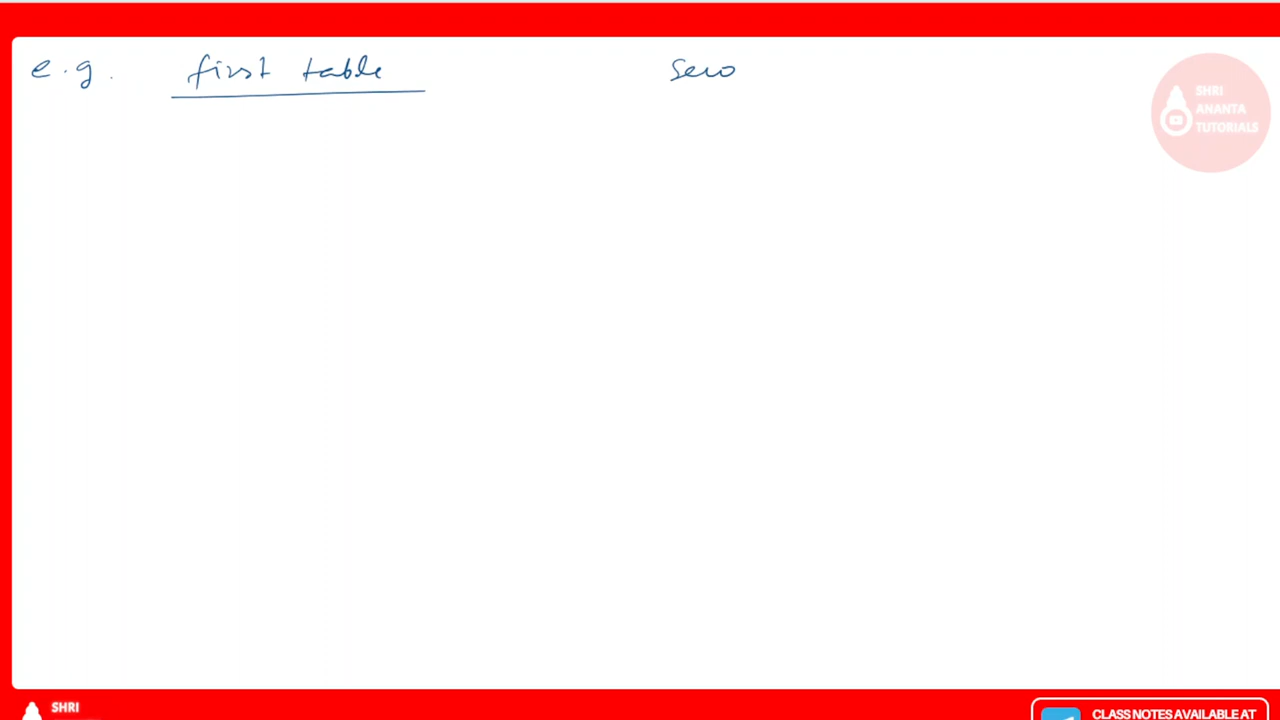 e.g. first table seco
SHRI
ANANTA
TUTORIALS
SHRI
CLASS NOTES AVAILABLE AT